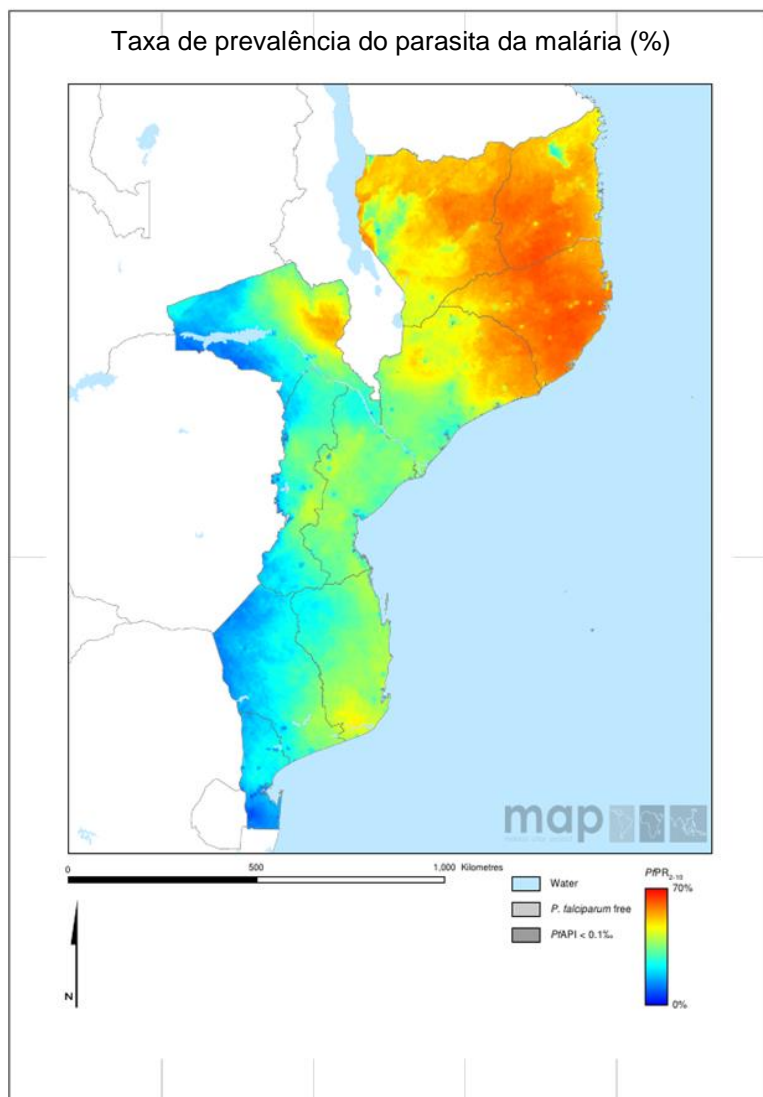 Taxa de prevalência do parasita da malária (%)
map
0 500 1,000 Kilometres
Water
P. falciparum free
PfAPI < 0.1‰
PfPR2-10
70%
0%
N